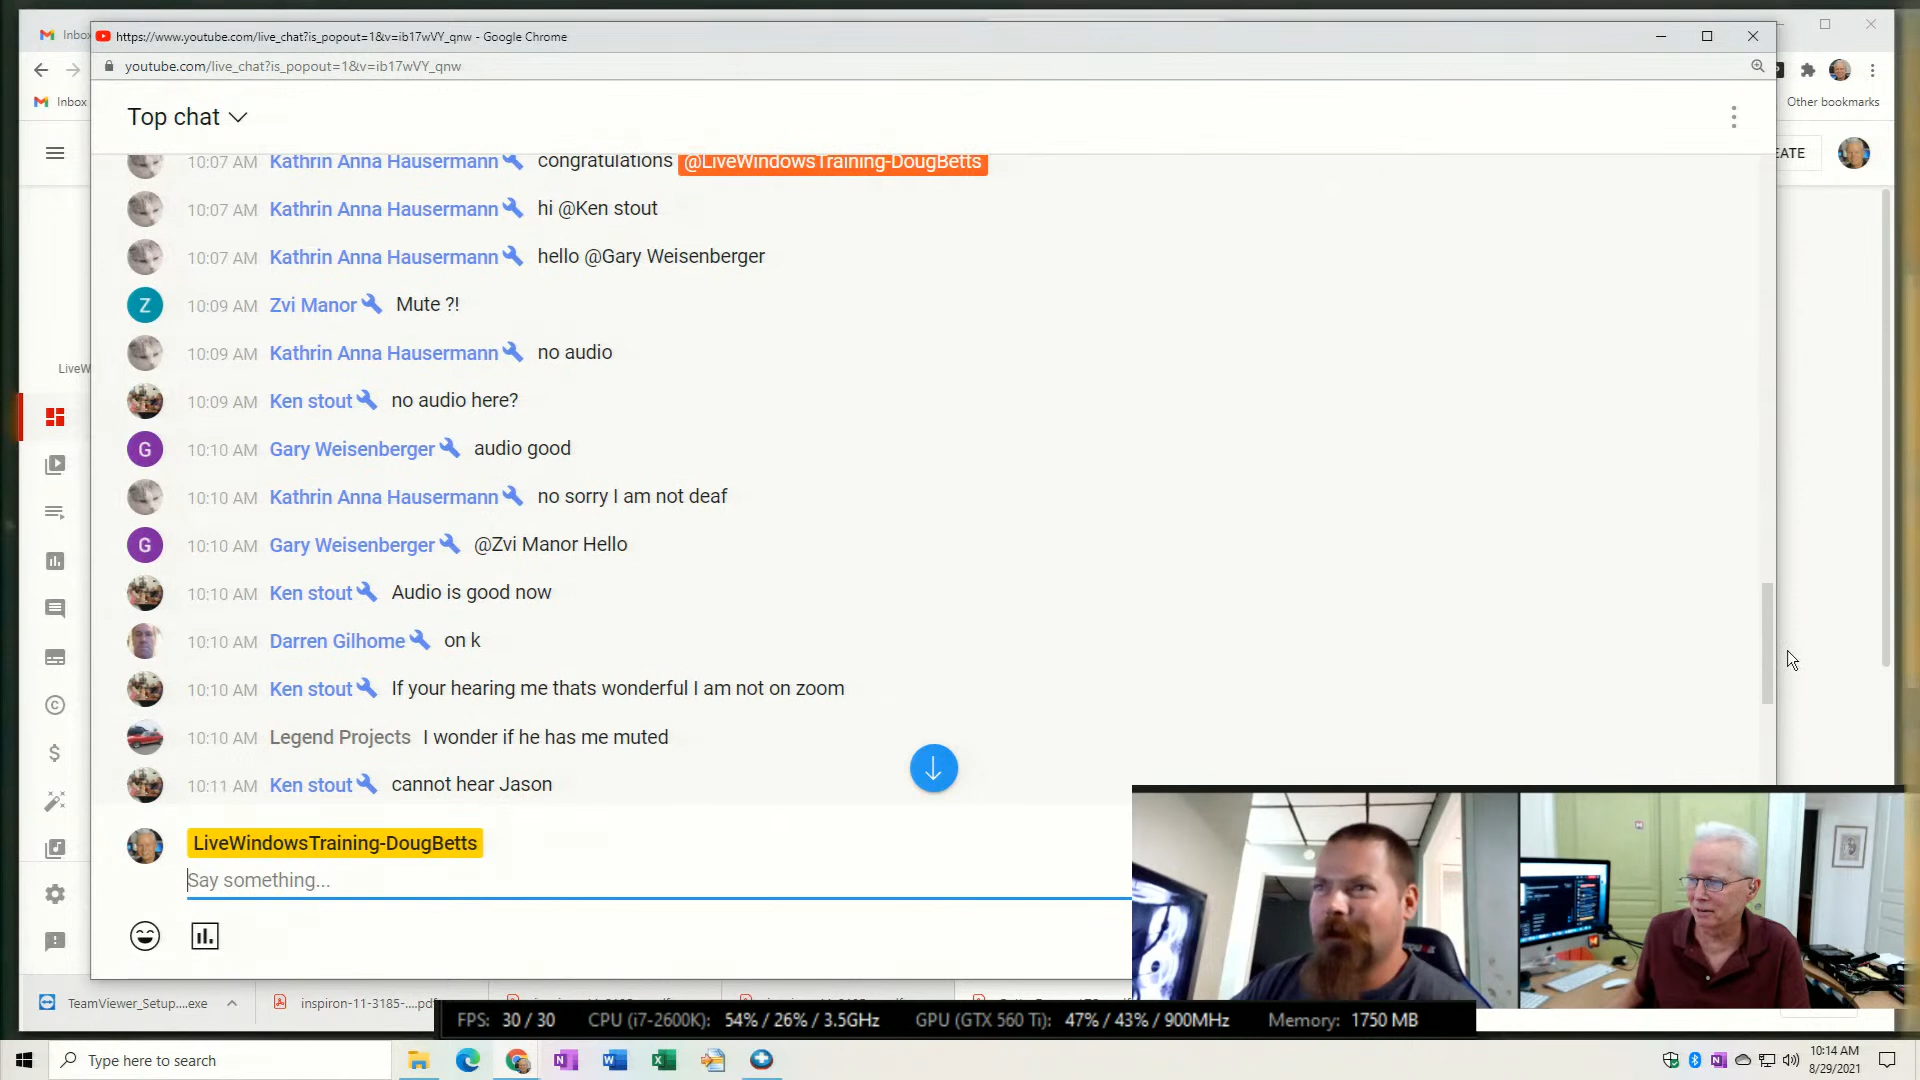 Inbo
https://www.youtube.com/live_chat?is_popout=1&v=ib17wVY_qnw - Google Chrome
youtube.com/live_chat?is_popout=1&v=ib17wVY_qnw
Inbox
Other bookmarks
Top chat
EATE
10:07 AM Kathrin Anna Hausermann congratulations @LiveWindowsTraining-DougBetts
10:07 AM Kathrin Anna Hausermann hi @Ken stout
10:07 AM Kathrin Anna Hausermann hello @Gary Weisenberger
Z 10:09 AM Zvi Manor Mute ?!
10:09 AM Kathrin Anna Hausermann no audio
LiveW
10:09 AM Ken stout no audio here?
G 10:10 AM Gary Weisenberger audio good
10:10 AM Kathrin Anna Hausermann no sorry I am not deaf
G 10:10 AM Gary Weisenberger @Zvi Manor Hello
10:10 AM Ken stout Audio is good now
10:10 AM Darren Gilhome on k
10:10 AM Ken stout If your hearing me thats wonderful I am not on zoom
10:10 AM Legend Projects I wonder if he has me muted
10:11 AM Ken stout cannot hear Jason
LiveWindowsTraining-DougBetts
Say something...
TeamViewer_Setup....exe
inspiron-11-3185-....pdf
FPS: 30 / 30 CPU (i7-2600K): 54% / 26% / 3.5GHz GPU (GTX 560 Ti): 47% / 43% / 900MHz Memory: 1750 MB
Type here to search
10:14 AM
8/29/2021